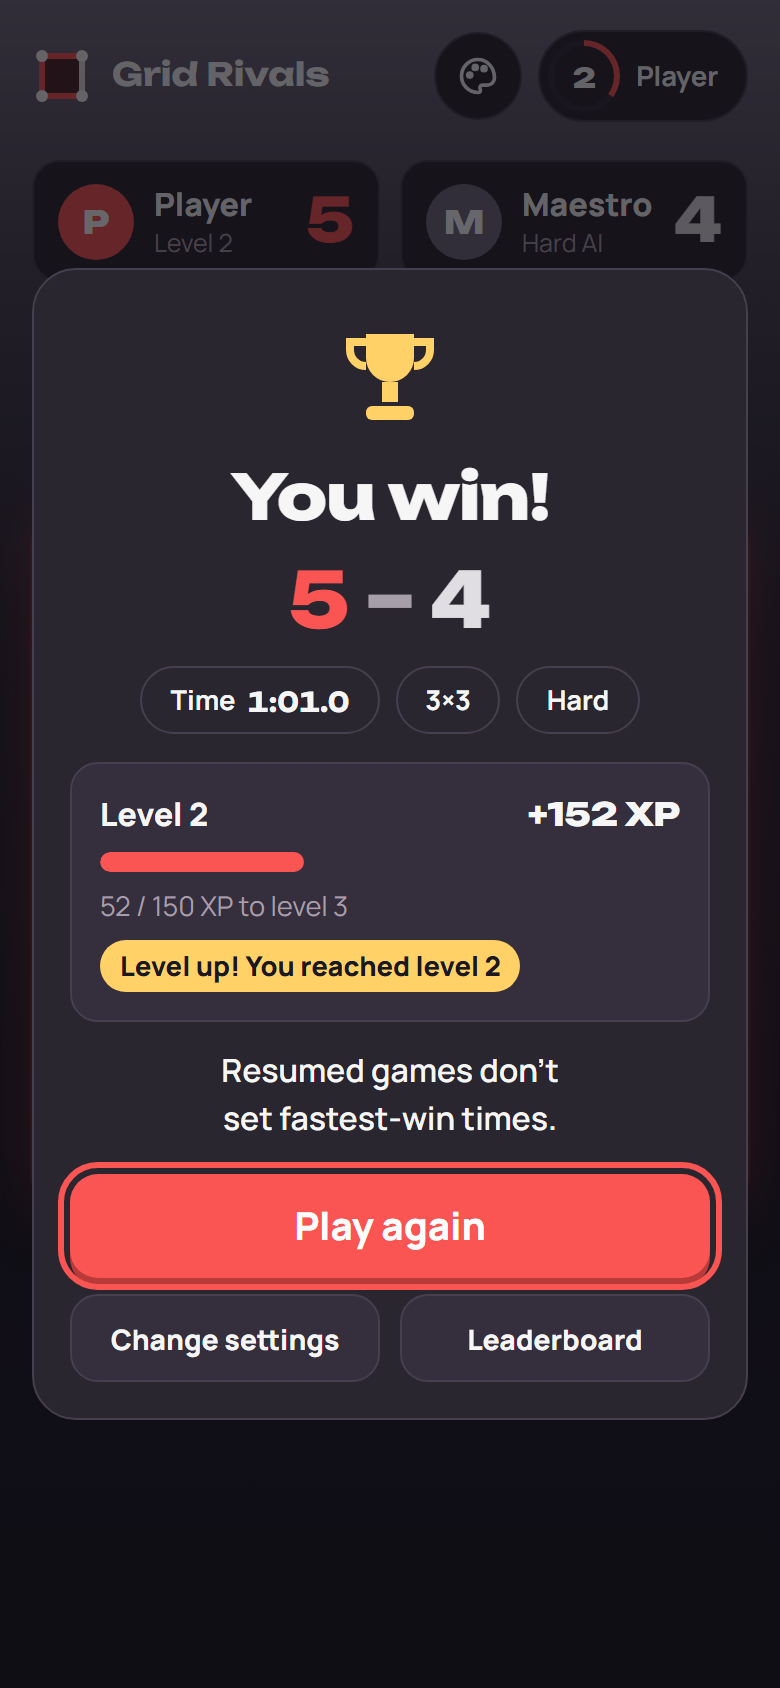 Grid Rivals
2 Player
P Player 5
Level 2
M Maestro 4
Hard AI
You win!
5 – 4
Time 1:01.0 3×3 Hard
Level 2 +152 XP
52 / 150 XP to level 3
Level up! You reached level 2
Resumed games don’t
set fastest-win times.
Play again
Change settings Leaderboard